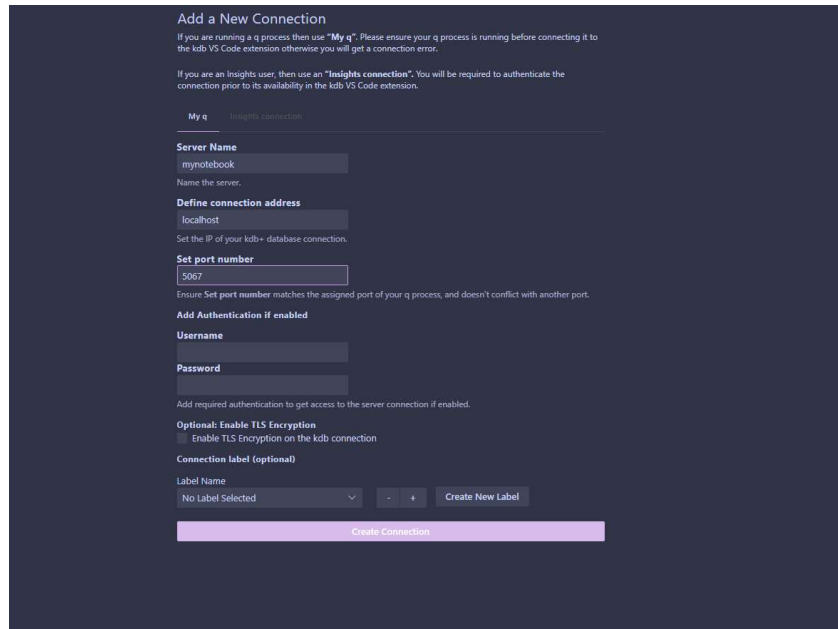 Add a New Connection
If you are running a q process then use "My q". Please ensure your q process is running before connecting it to
the kdb VS Code extension otherwise you will get a connection error.
If you are an Insights user, then use an "Insights connection". You will be required to authenticate the
connection prior to its availability in the kdb VS Code extension.
My q Insights connection
Server Name
mynotebook
Name the server.
Define connection address
localhost
Set the IP of your kdb+ database connection.
Set port number
5067
Ensure Set port number matches the assigned port of your q process, and doesn't conflict with another port.
Add Authentication if enabled
Username
Password
Add required authentication to get access to the server connection if enabled.
Optional: Enable TLS Encryption
Enable TLS Encryption on the kdb connection
Connection label (optional)
Label Name
No Label Selected - + Create New Label
Create Connection